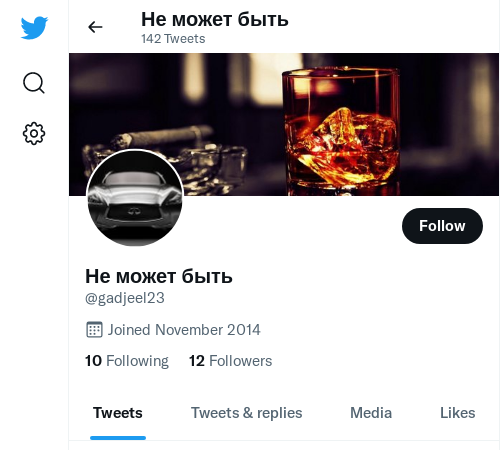 Не может быть
142 Tweets
Follow
Не может быть
@gadjeel23
Joined November 2014
10 Following 12 Followers
Tweets Tweets & replies Media Likes